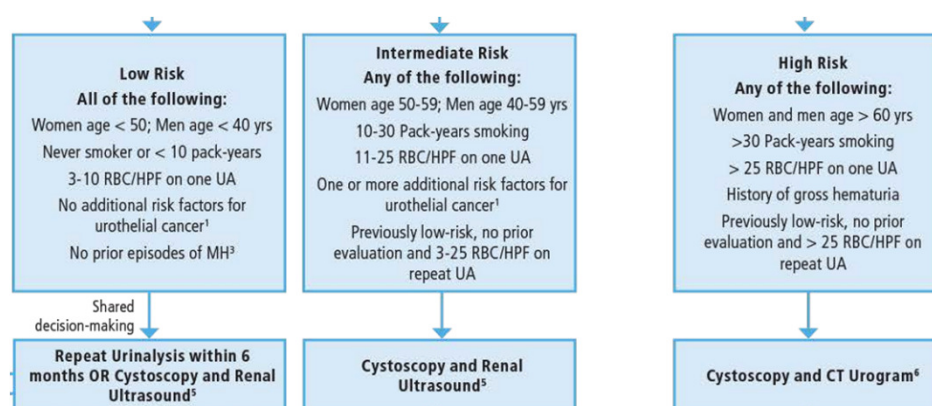 Low Risk
All of the following:
Women age < 50; Men age < 40 yrs
Never smoker or < 10 pack-years
3-10 RBC/HPF on one UA
No additional risk factors for
urothelial cancer¹
No prior episodes of MH³
Shared
decision-making
Repeat Urinalysis within 6
months OR Cystoscopy and Renal
Ultrasound⁵
Intermediate Risk
Any of the following:
Women age 50-59; Men age 40-59 yrs
10-30 Pack-years smoking
11-25 RBC/HPF on one UA
One or more additional risk factors for
urothelial cancer¹
Previously low-risk, no prior
evaluation and 3-25 RBC/HPF on
repeat UA
Cystoscopy and Renal
Ultrasound⁵
High Risk
Any of the following:
Women and men age > 60 yrs
>30 Pack-years smoking
> 25 RBC/HPF on one UA
History of gross hematuria
Previously low-risk, no prior
evaluation and > 25 RBC/HPF on
repeat UA
Cystoscopy and CT Urogram⁶